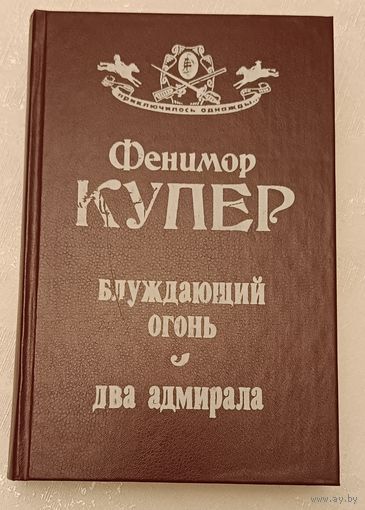 приключилось однажды...
Фенимор
КУПЕР
БЛУЖДАЮЩИЙ
ОГОНЬ
ДВА АДМИРАЛА
www.ay.by